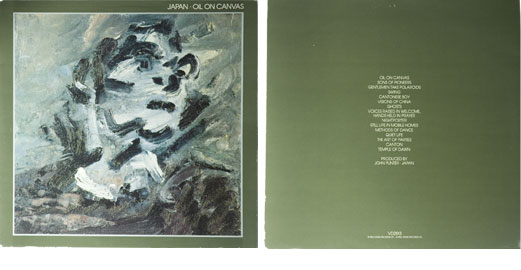 JAPAN · OIL ON CANVAS
OIL ON CANVAS
SONS OF PIONEERS
GENTLEMEN TAKE POLAROIDS
SWING
CANTONESE BOY
VISIONS OF CHINA
GHOSTS
VOICES RAISED IN WELCOME,
HANDS HELD IN PRAYER
NIGHTPORTER
STILL LIFE IN MOBILE HOMES
METHODS OF DANCE
QUIET LIFE
THE ART OF PARTIES
CANTON
TEMPLE OF DAWN
PRODUCED BY
JOHN PUNTER · JAPAN